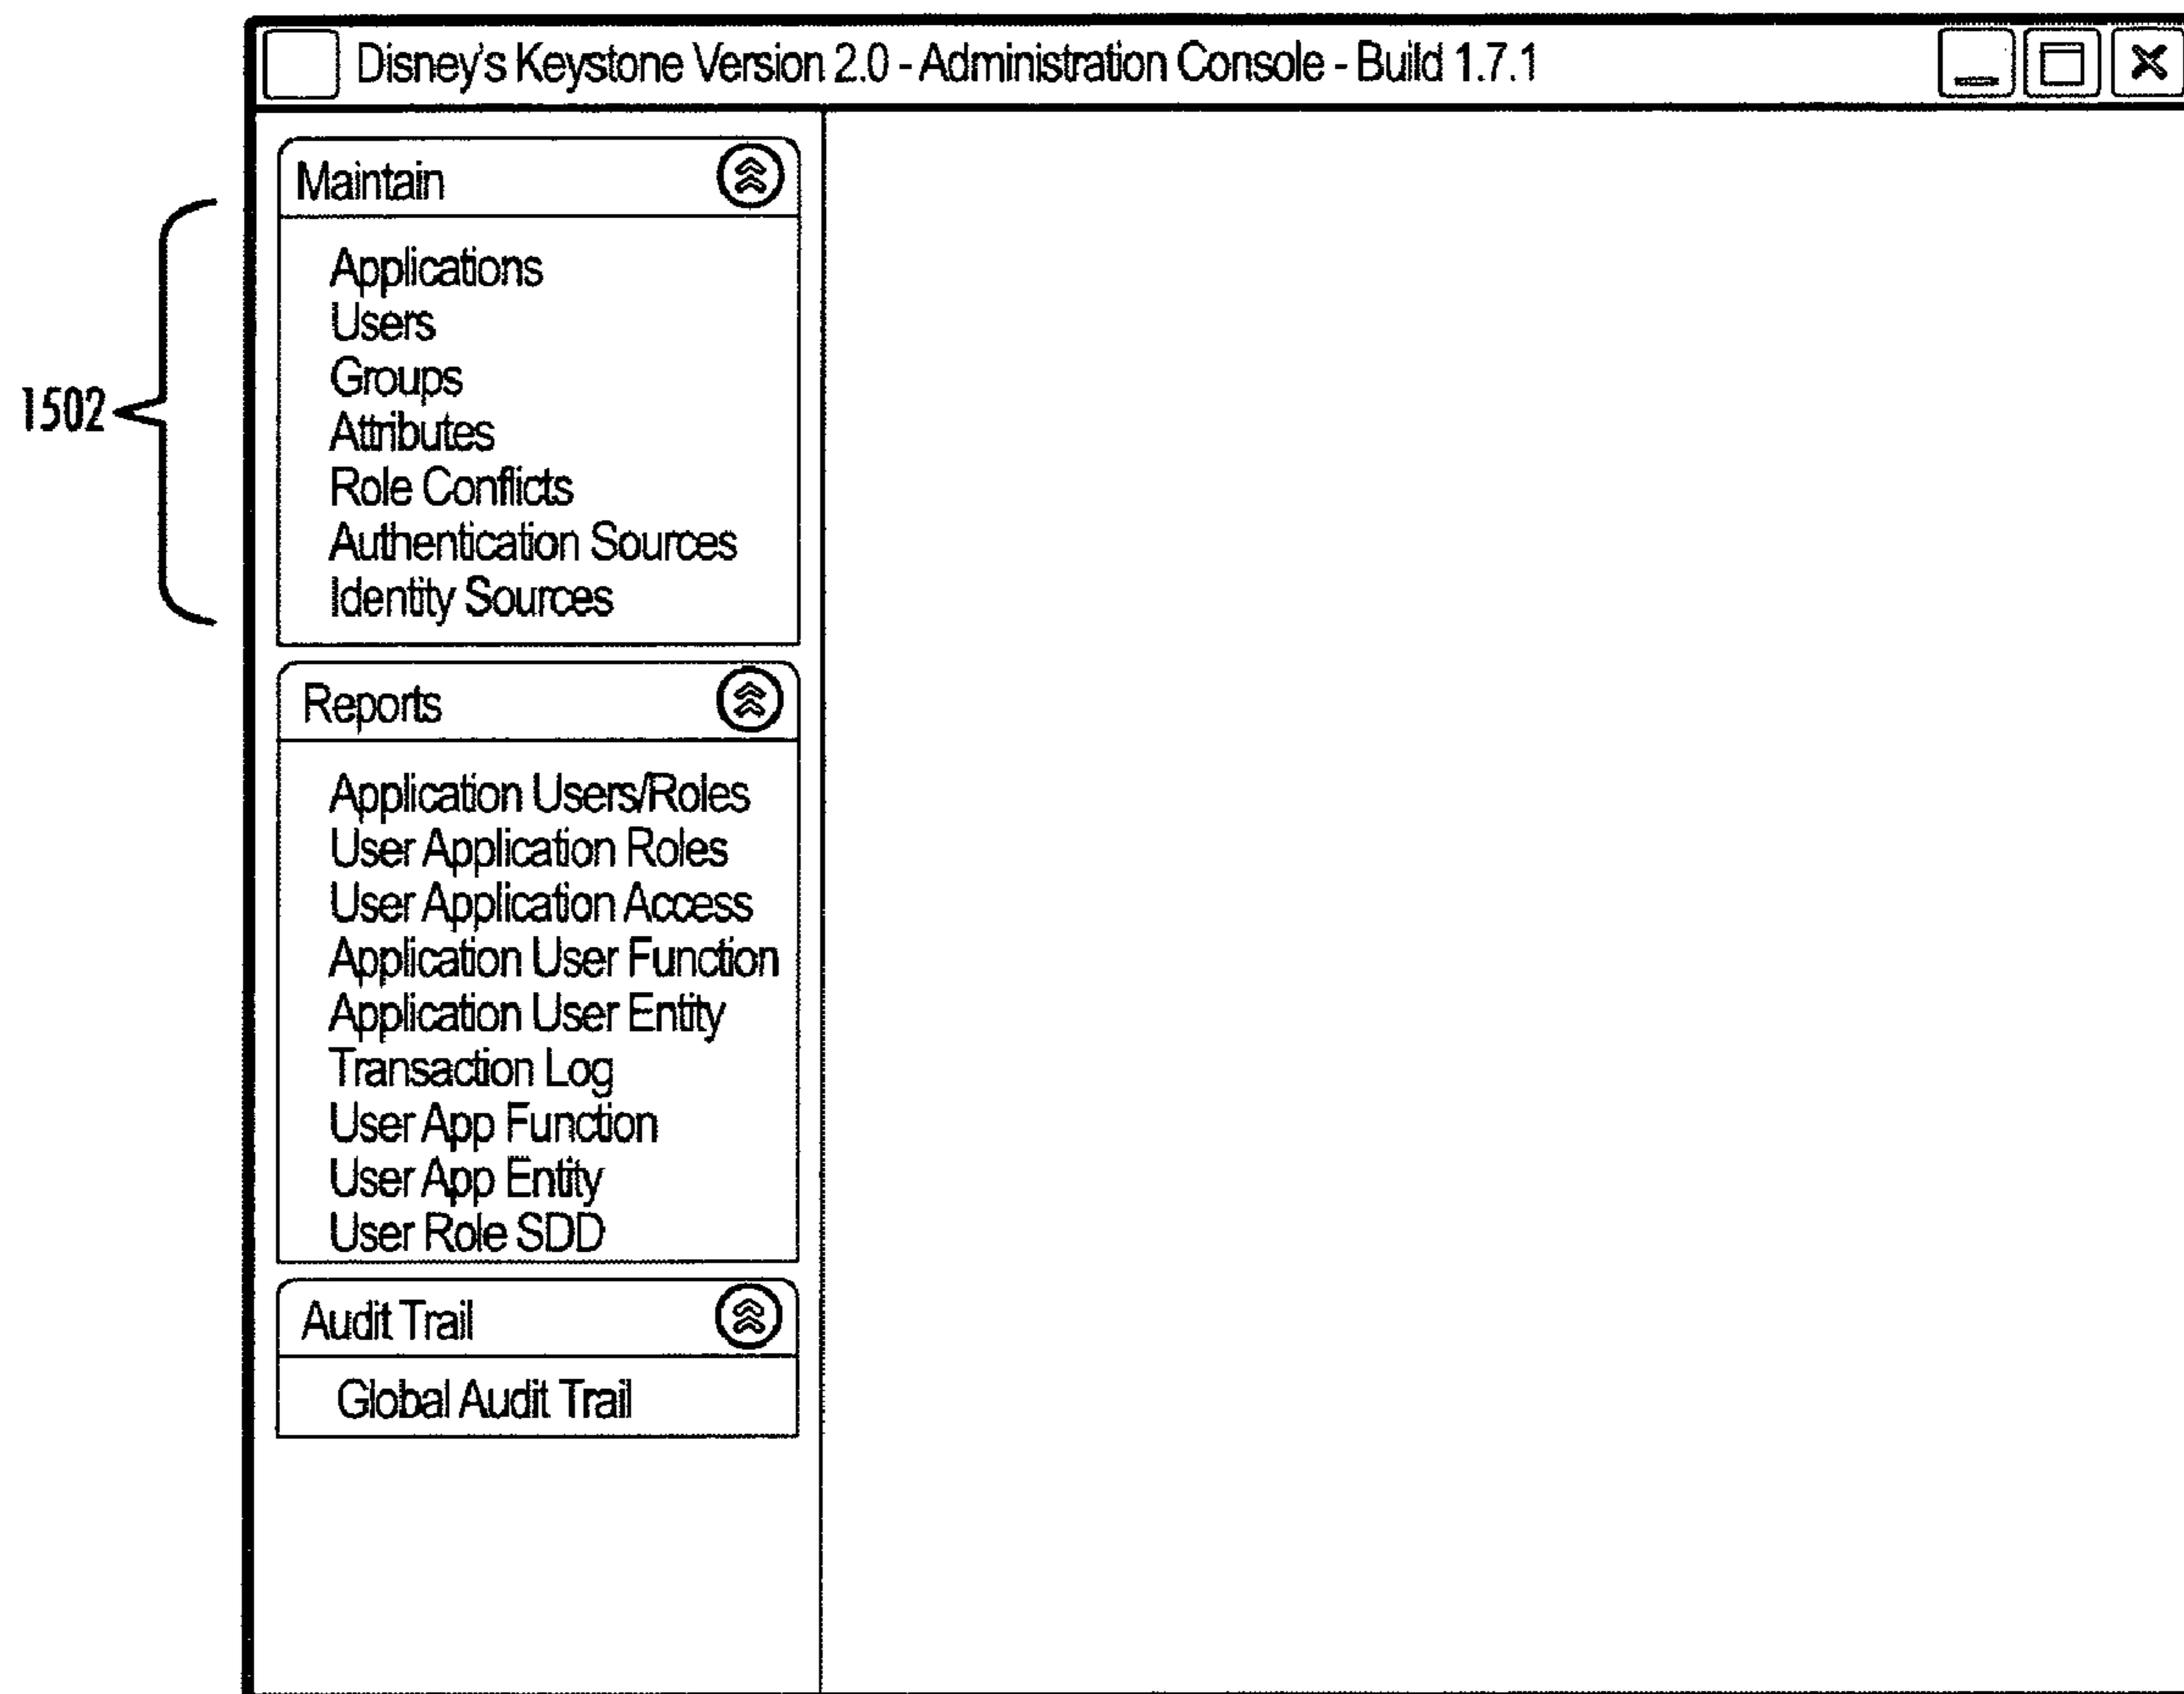 Disney's Keystone Version 2.0 - Administration Console - Build 1.7.1
Maintain
Applications
Users
Groups
Attributes
Role Conflicts
Authentication Sources
Identity Sources
1502
Reports
Application Users/Roles
User Application Roles
User Application Access
Application User Function
Application User Entity
Transaction Log
User App Function
User App Entity
User Role SDD
Audit Trail
Global Audit Trail